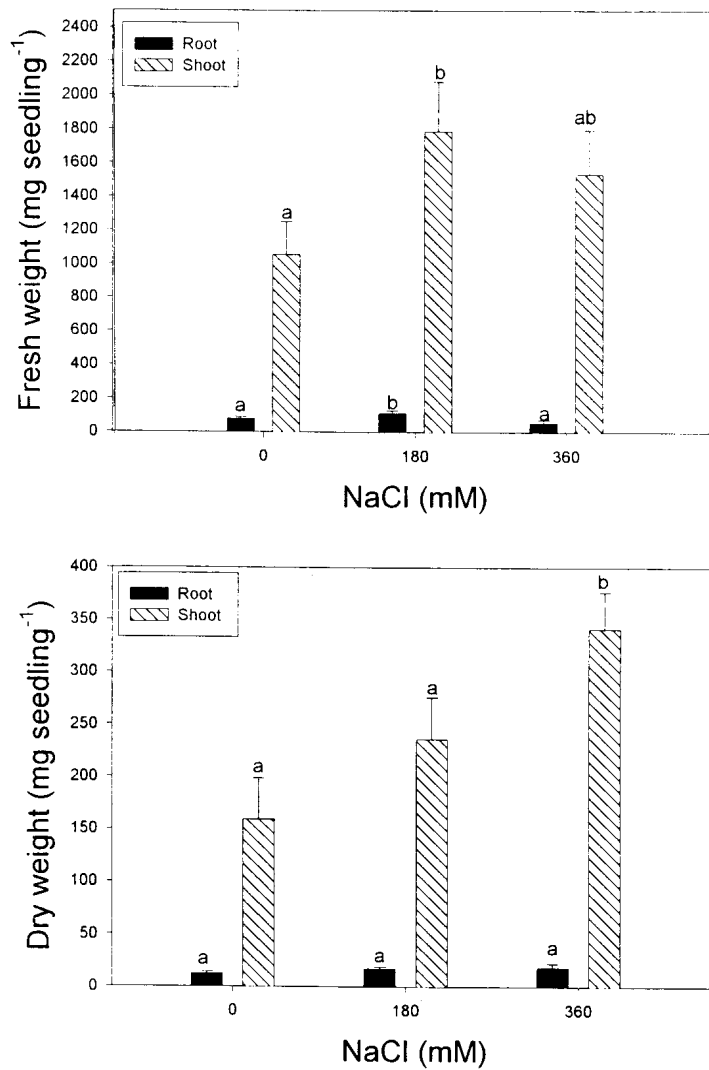 Fresh weight (mg seedling⁻¹)
2400
2200
2000
1800
1600
1400
1200
1000
800
600
400
200
0
Root
Shoot
a
a
b
b
a
ab
0
180
360
NaCl (mM)
Dry weight (mg seedling⁻¹)
400
350
300
250
200
150
100
50
0
Root
Shoot
a
a
a
a
a
b
0
180
360
NaCl (mM)